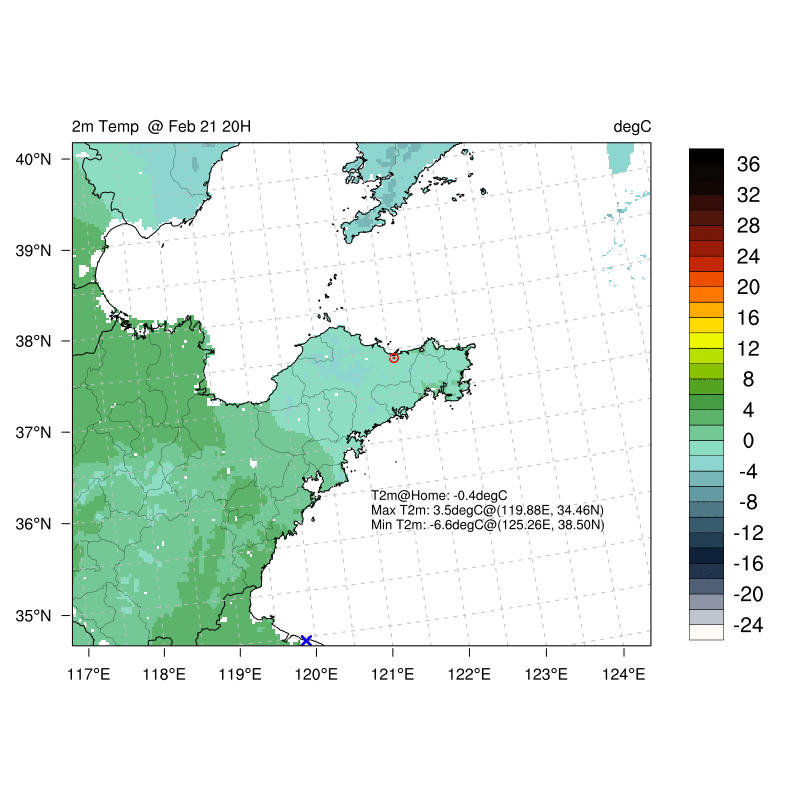 2m Temp @ Feb 21 20H degC
40°N
39°N
38°N
37°N
36°N
35°N
117°E 118°E 119°E 120°E 121°E 122°E 123°E 124°E
T2m@Home: -0.4degC
Max T2m: 3.5degC@(119.88E, 34.46N)
Min T2m: -6.6degC@(125.26E, 38.50N)
36
32
28
24
20
16
12
8
4
0
-4
-8
-12
-16
-20
-24